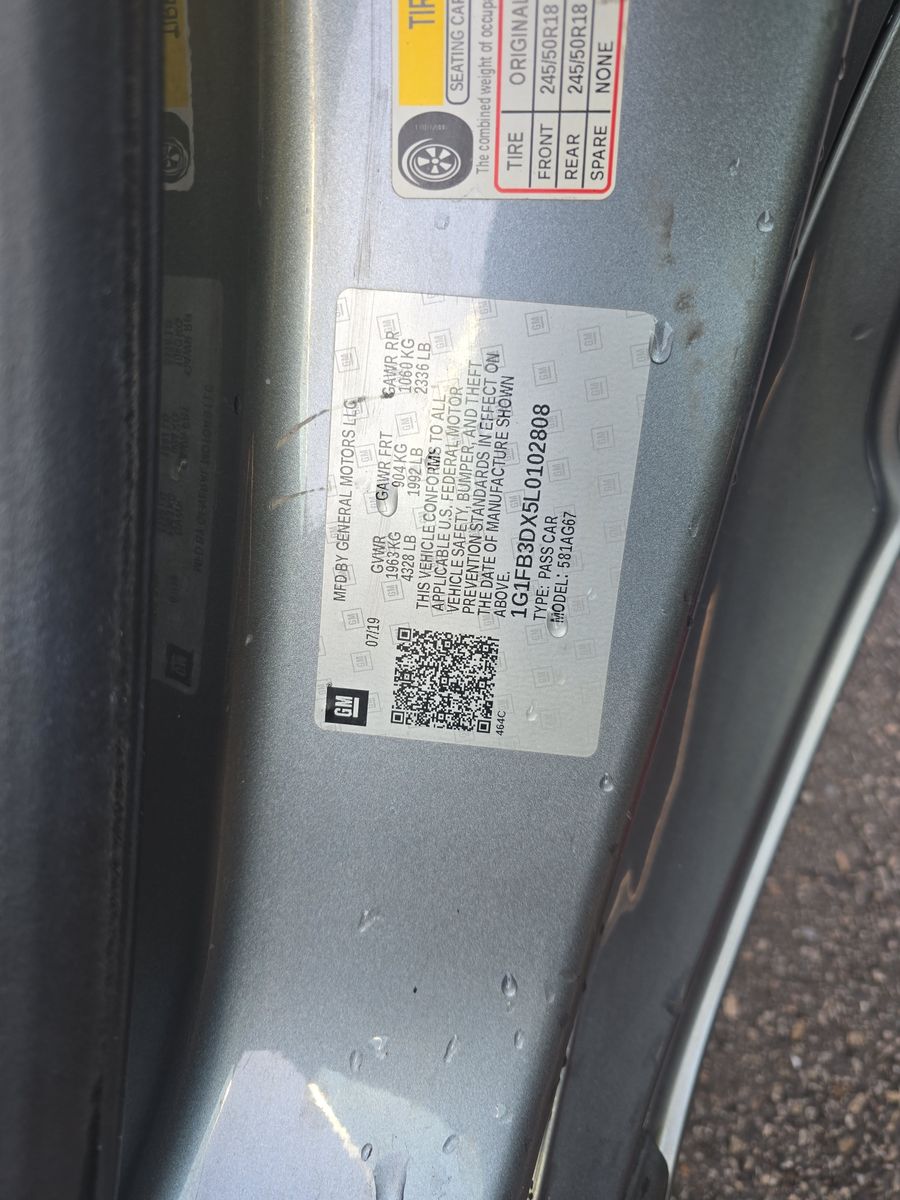 MFD BY GENERAL MOTORS LLC
07/19
GVWR GAWR FRT GAWR RR
1963 KG 904 KG 1060 KG
4328 LB 1992 LB 2336 LB
THIS VEHICLE CONFORMS TO ALL
APPLICABLE U.S. FEDERAL MOTOR
VEHICLE SAFETY, BUMPER, AND THEFT
PREVENTION STANDARDS IN EFFECT ON
THE DATE OF MANUFACTURE SHOWN
ABOVE.
1G1FB3DX5L0102808
TYPE: PASS CAR
MODEL: 581AG67
GM
464C
TIR
SEATING CAP
The combined weight of occup
TIRE ORIGINAL
FRONT 245/50R18
REAR 245/50R18
SPARE NONE